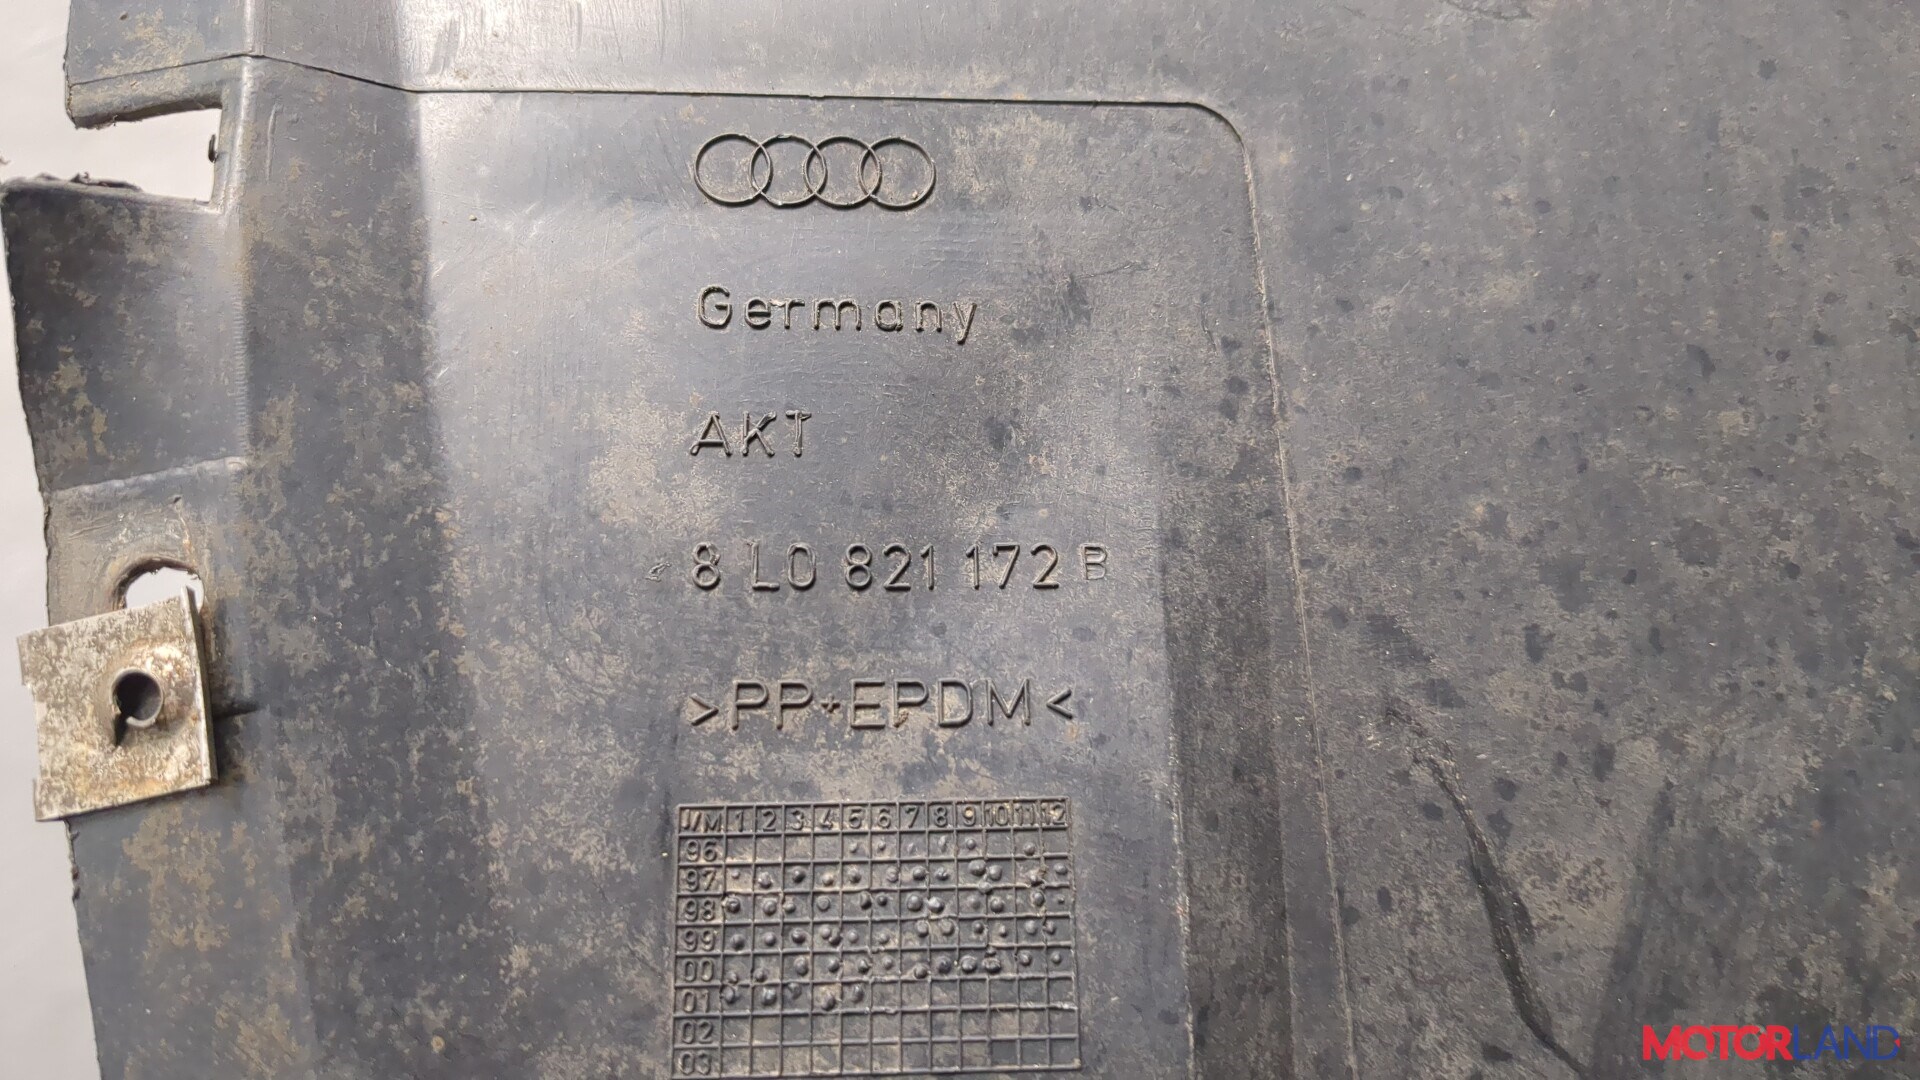 Germany
AKT
8 L0 821 172 B
>PP+EPDM<
J/M 1 2 3 4 5 6 7 8 9 10 11 12
96
97
98
99
00
01
02
03
MOTORLAND